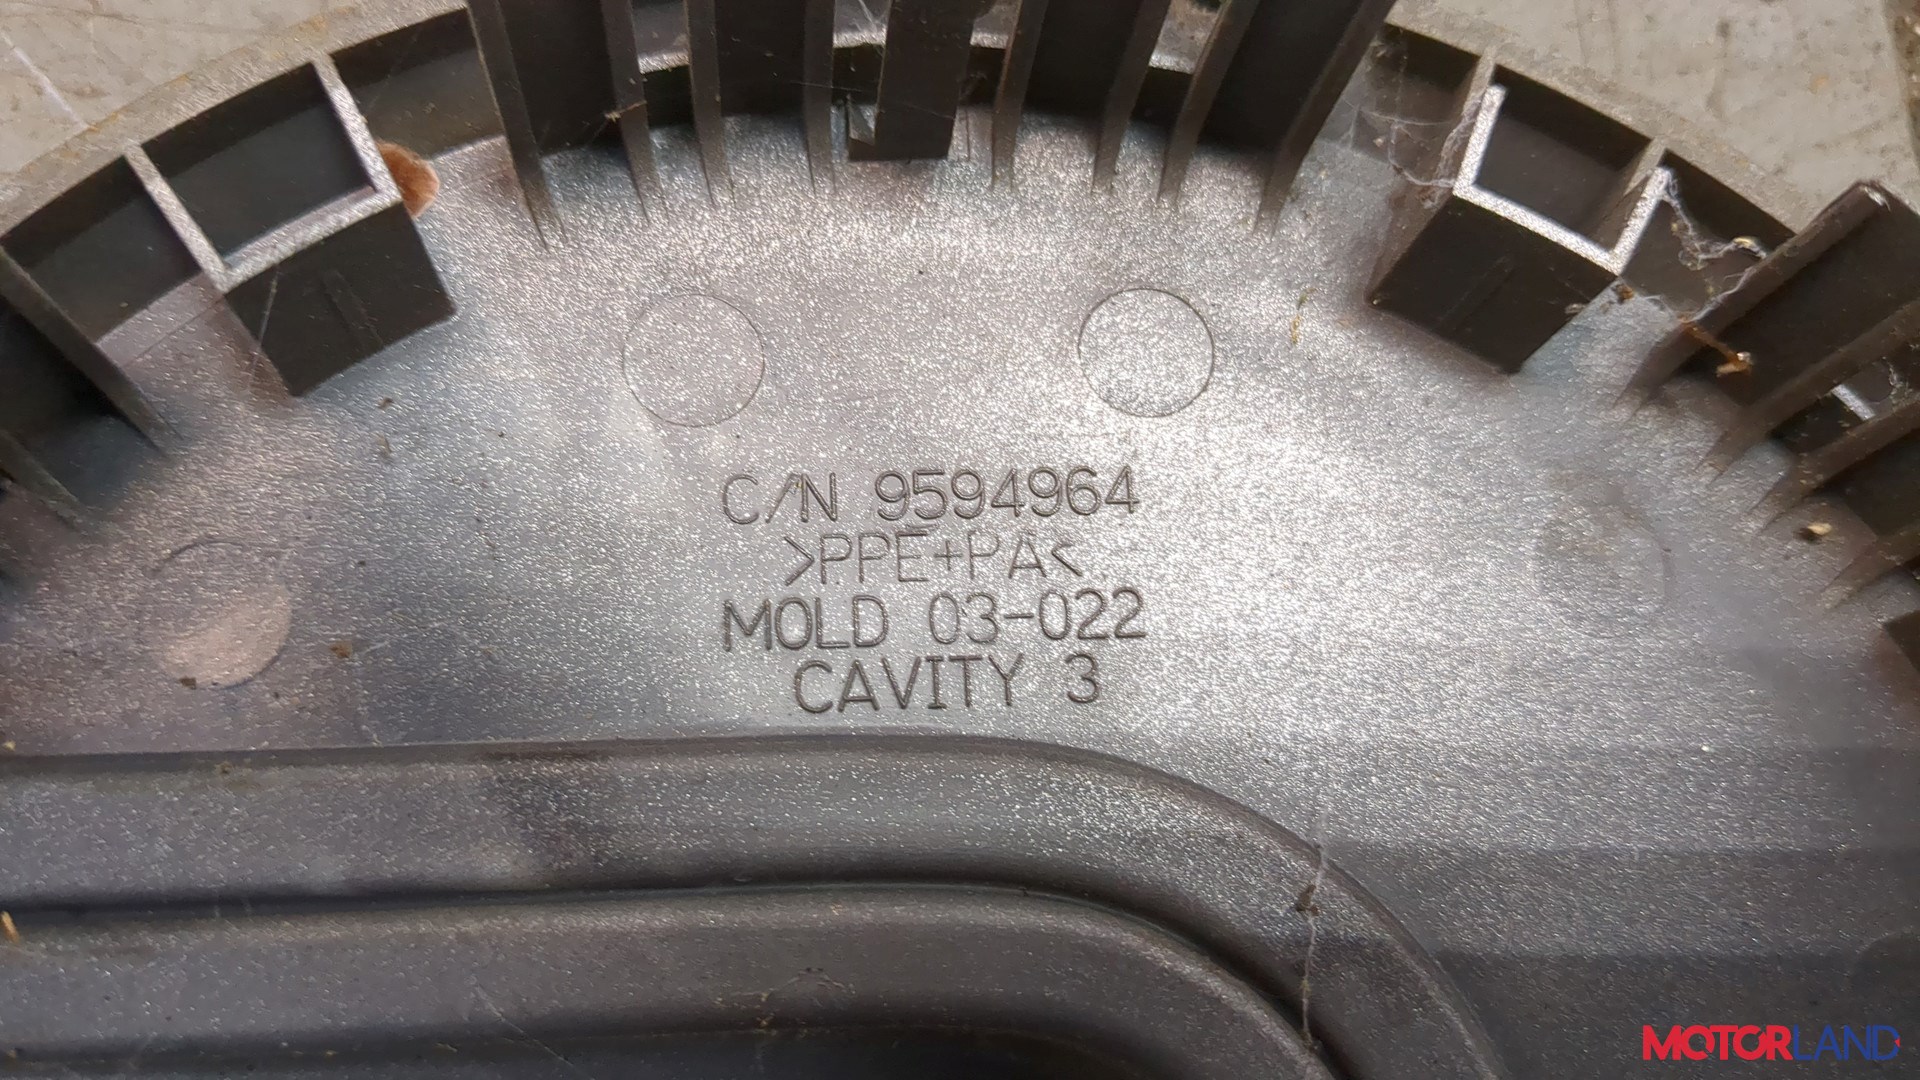 C/N 9594964
>PPE+PA<
MOLD 03-022
CAVITY 3
MOTORLAND